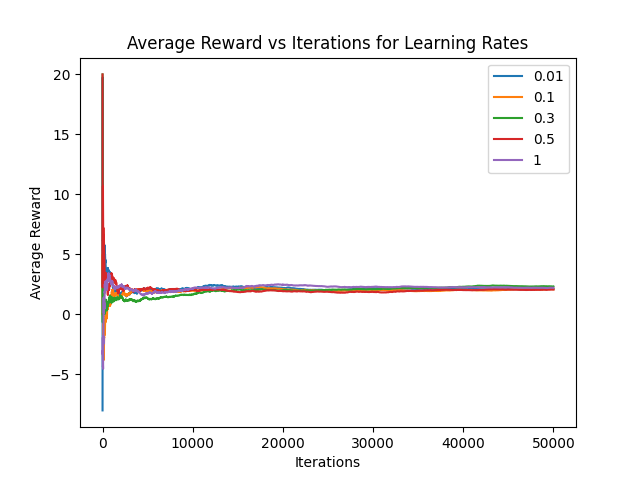 Average Reward vs Iterations for Learning Rates
Average Reward
20
15
10
5
0
−5
0.01
0.1
0.3
0.5
1
0 10000 20000 30000 40000 50000
Iterations